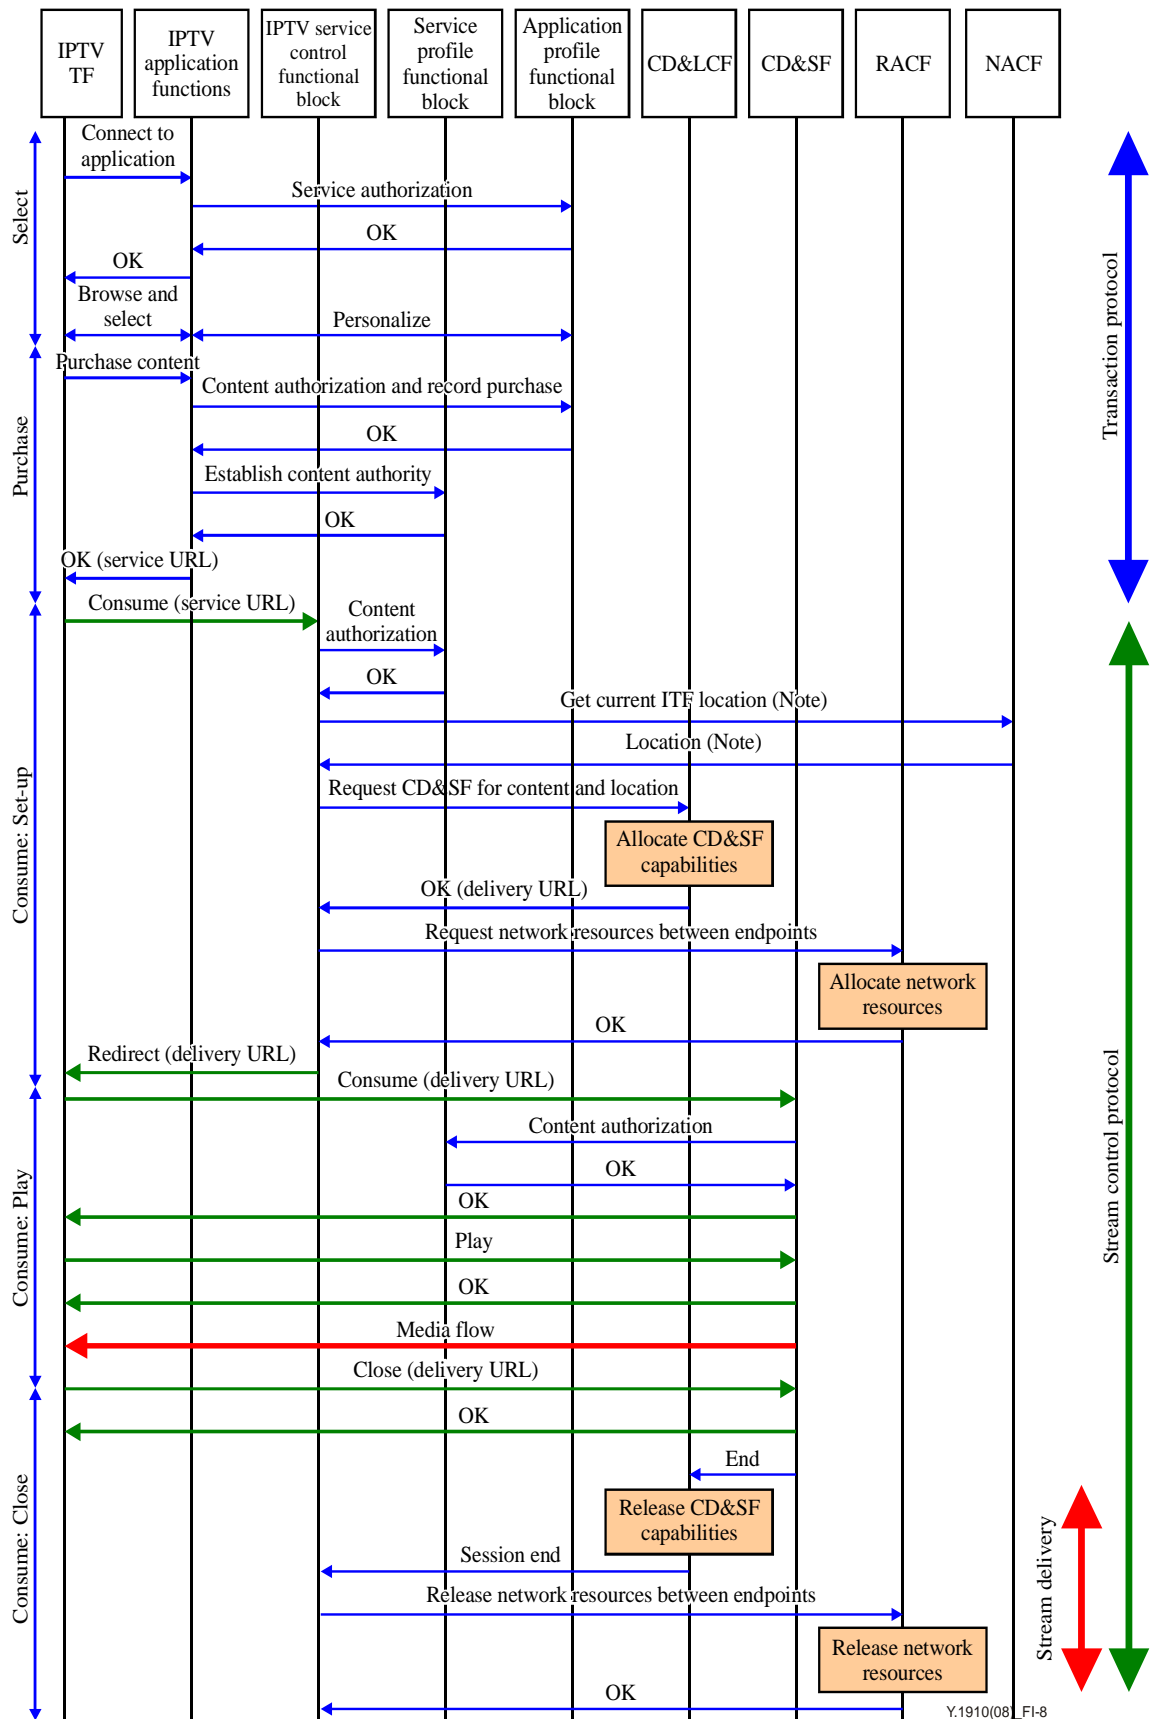 IPTV
TF
IPTV
application
functions
IPTV service
control
functional
block
Service
profile
functional
block
Application
profile
functional
block
CD&LCF
CD&SF
RACF
NACF
Select
Connect to
application
Service authorization
OK
OK
Browse and
select
Personalize
Transaction protocol
Purchase
Purchase content
Content authorization and record purchase
OK
Establish content authority
OK
OK (service URL)
Consume: Set-up
Consume (service URL)
Content
authorization
OK
Get current ITF location (Note)
Location (Note)
Request CD&SF for content and location
Allocate CD&SF
capabilities
OK (delivery URL)
Request network resources between endpoints
Allocate network
resources
OK
Redirect (delivery URL)
Stream control protocol
Consume: Play
Consume (delivery URL)
Content authorization
OK
OK
Play
OK
Media flow
Close (delivery URL)
Consume: Close
OK
End
Release CD&SF
capabilities
Session end
Release network resources between endpoints
Release network
resources
OK
Stream delivery
Y.1910(08)_FI-8